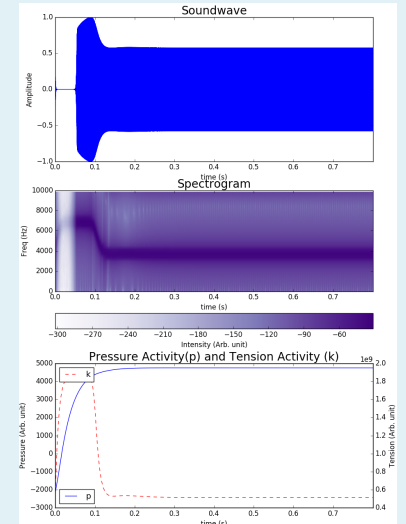 Soundwave
1.0
0.5
0.0
−0.5
−1.0
Amplitude
0.0 0.1 0.2 0.3 0.4 0.5 0.6 0.7
time (s)
Spectrogram
10000
8000
6000
4000
2000
0
Freq (Hz)
0.0 0.1 0.2 0.3 0.4 0.5 0.6 0.7
time (s)
−300 −270 −240 −210 −180 −150 −120 −90 −60
Intensity (Arb. unit)
Pressure Activity(p) and Tension Activity (k)
1e9
5000
4000
3000
2000
1000
0
−1000
−2000
−3000
Pressure (Arb. unit)
k
p
2.0
1.8
1.6
1.4
1.2
1.0
0.8
0.6
0.4
Tension (Arb. unit)
0.0 0.1 0.2 0.3 0.4 0.5 0.6 0.7
time (s)